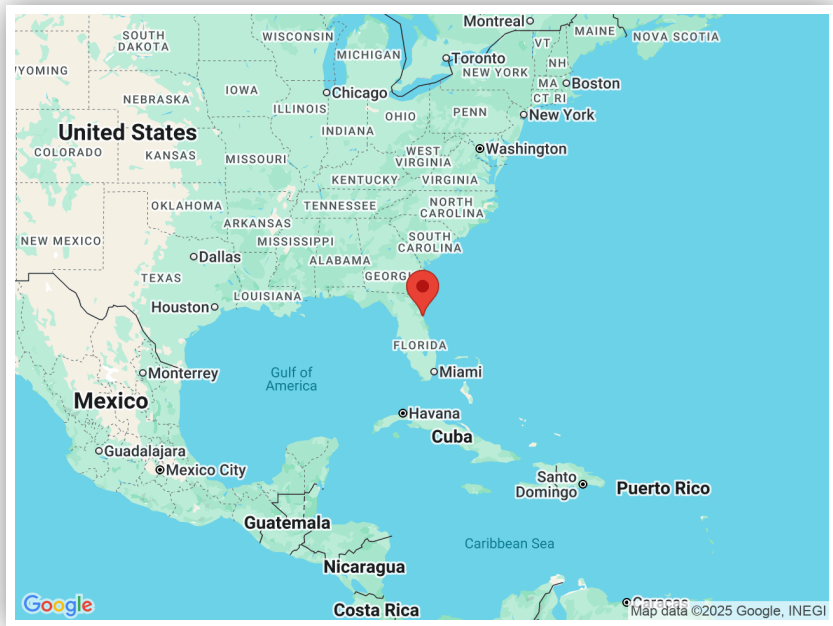 Montreal
MAINE
NOVA SCOTIA
SOUTH
DAKOTA
WISCONSIN
VT
MICHIGAN
Toronto
NH
NEW YORK
YOMING
MA
Boston
IOWA
Chicago
NEBRASKA
CT RI
ILLINOIS
OHIO
PENN
New York
United States
INDIANA
COLORADO
KANSAS
MISSOURI
WEST
VIRGINIA
Washington
KENTUCKY
VIRGINIA
OKLAHOMA
TENNESSEE
NORTH
CAROLINA
ARKANSAS
NEW MEXICO
MISSISSIPPI
SOUTH
CAROLINA
Dallas
ALABAMA
TEXAS
GEORGI
LOUISIANA
Houston
FLORIDA
Monterrey
Gulf of
America
Miami
Mexico
Havana
Cuba
Guadalajara
Mexico City
Santo
Domingo
Puerto Rico
Guatemala
Caribbean Sea
Nicaragua
Caracas
Costa Rica
Google
Map data ©2025 Google, INEGI